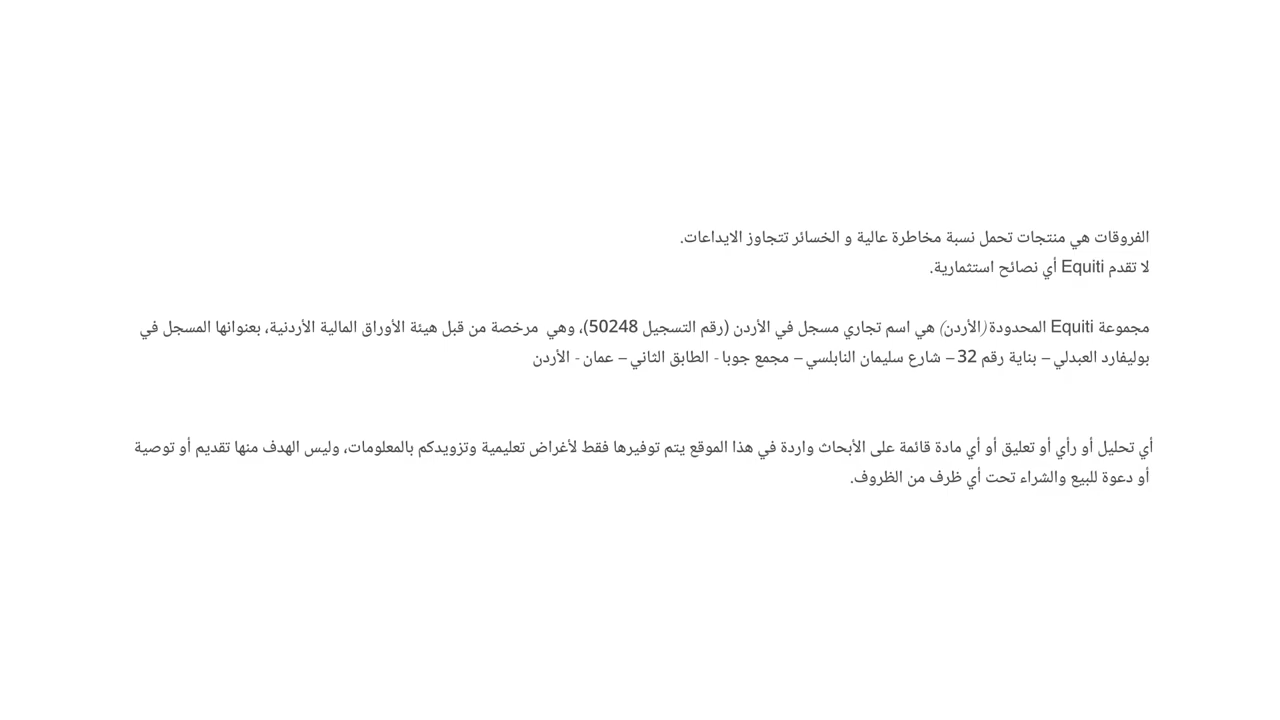 الفروقات هي منتجات تحمل نسبة مخاطرة عالية و الخسائر تتجاوز الايداعات.
لا تقدم Equiti أي نصائح استثمارية.
مجموعة Equiti المحدودة (الأردن) هي اسم تجاري مسجل في الأردن (رقم التسجيل 50248)، وهي مرخصة من قبل هيئة الأوراق المالية الأردنية، بعنوانها المسجل في
بوليفارد العبدلي – بناية رقم 32 – شارع سليمان النابلسي – مجمع جوبا - الطابق الثاني – عمان - الأردن
أي تحليل أو رأي أو تعليق أو أي مادة قائمة على الأبحاث واردة في هذا الموقع يتم توفيرها فقط لأغراض تعليمية وتزويدكم بالمعلومات، وليس الهدف منها تقديم أو توصية
أو دعوة للبيع والشراء تحت أي ظرف من الظروف.